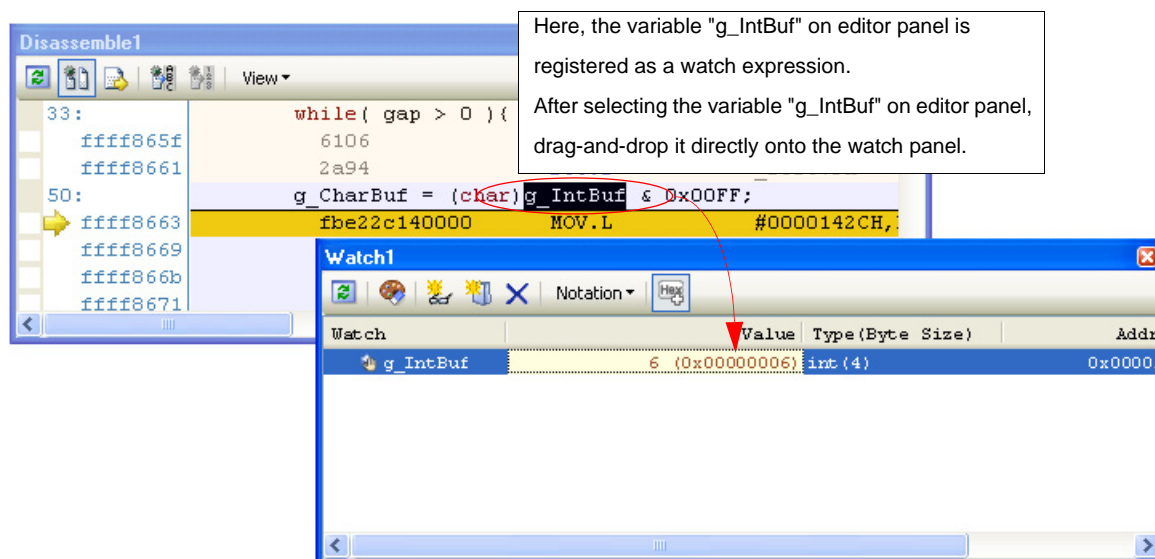 Disassemble1
Here, the variable "g_IntBuf" on editor panel is
registered as a watch expression.
After selecting the variable "g_IntBuf" on editor panel,
drag-and-drop it directly onto the watch panel.
View
33: while( gap > 0 ){
ffff865f 6106
ffff8661 2a94
50: g_CharBuf = (char)g_IntBuf & 0x00FF;
ffff8663 fbe22c140000 MOV.L #0000142CH,
ffff8669
ffff866b
ffff8671
Watch1
Notation Hex
Watch Value Type(Byte Size) Addr
g_IntBuf 6 (0x00000006) int(4) 0x0000